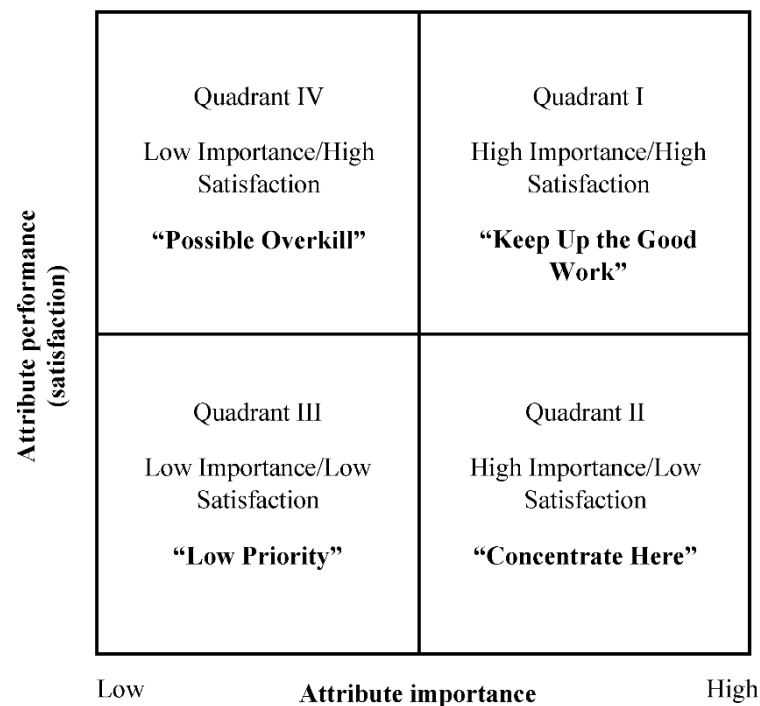 Quadrant IV
Low Importance/High
Satisfaction
“Possible Overkill”
Quadrant I
High Importance/High
Satisfaction
“Keep Up the Good
Work”
Attribute performance
(satisfaction)
Quadrant III
Low Importance/Low
Satisfaction
“Low Priority”
Quadrant II
High Importance/Low
Satisfaction
“Concentrate Here”
Low
Attribute importance
High